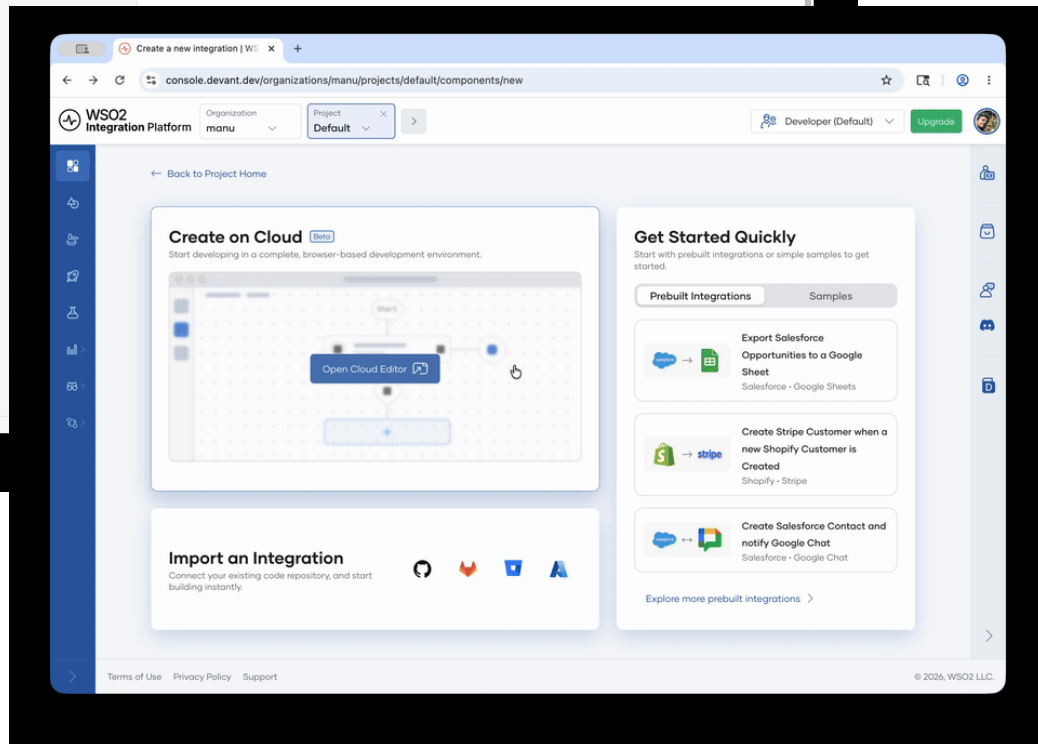 Create a new integration | WS
console.devant.dev/organizations/manu/projects/default/components/new
WSO2
Integration Platform
Organization
manu
Project
Default
Developer (Default)
Upgrade
Back to Project Home
Create on Cloud Beta
Start developing in a complete, browser-based development environment.
Start
Open Cloud Editor
Import an Integration
Connect your existing code repository, and start
building instantly.
Get Started Quickly
Start with prebuilt integrations or simple samples to get
started.
Prebuilt Integrations Samples
Export Salesforce
Opportunities to a Google
Sheet
Salesforce • Google Sheets
stripe
Create Stripe Customer when a
new Shopify Customer is
Created
Shopify • Stripe
Create Salesforce Contact and
notify Google Chat
Salesforce • Google Chat
Explore more prebuilt integrations
Terms of Use Privacy Policy Support
© 2026, WSO2 LLC.